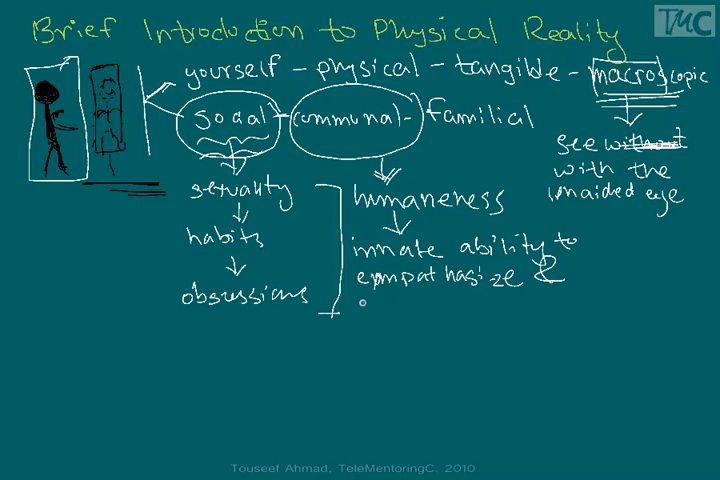 Brief Introduction to Physical Reality
TMC
yourself - physical - tangible - macroscopic
social - communal - familial
see without
with the
unaided eye
sexuality
habits
obsessions
humaneness
innate ability to
empathasize &
Touseef Ahmad, TeleMentoringC. 2010